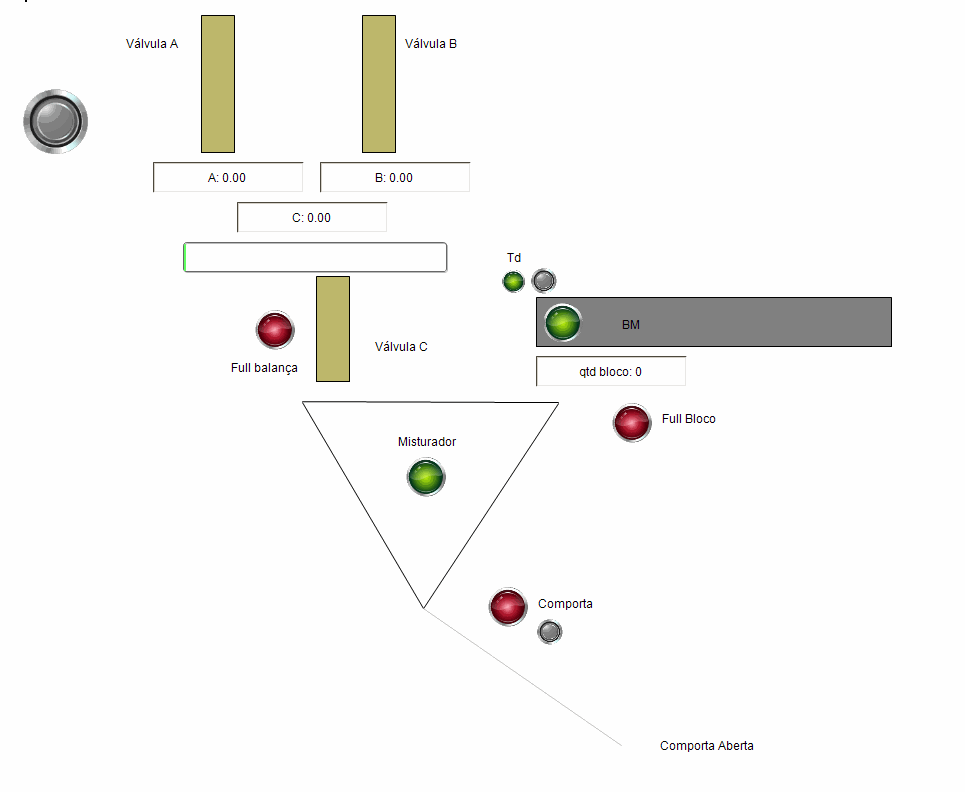 Válvula A
Válvula B
A: 0.00
B: 0.00
C: 0.00
Td
BM
Válvula C
Full balança
qtd bloco: 0
Full Bloco
Misturador
Comporta
Comporta Aberta